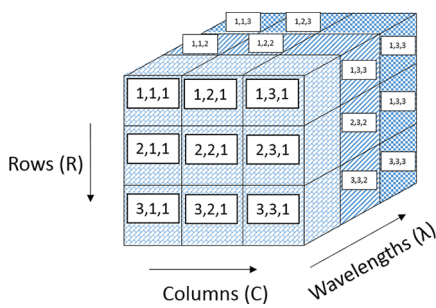 1,1,3 1,2,3
1,1,2 1,2,2 1,3,3
1,3,3
1,1,1 1,2,1 1,3,1 1,3,3
2,3,2
2,1,1 2,2,1 2,3,1
3,3,3
3,3,2
3,1,1 3,2,1 3,3,1
Rows (R)
Columns (C)
Wavelengths (λ)